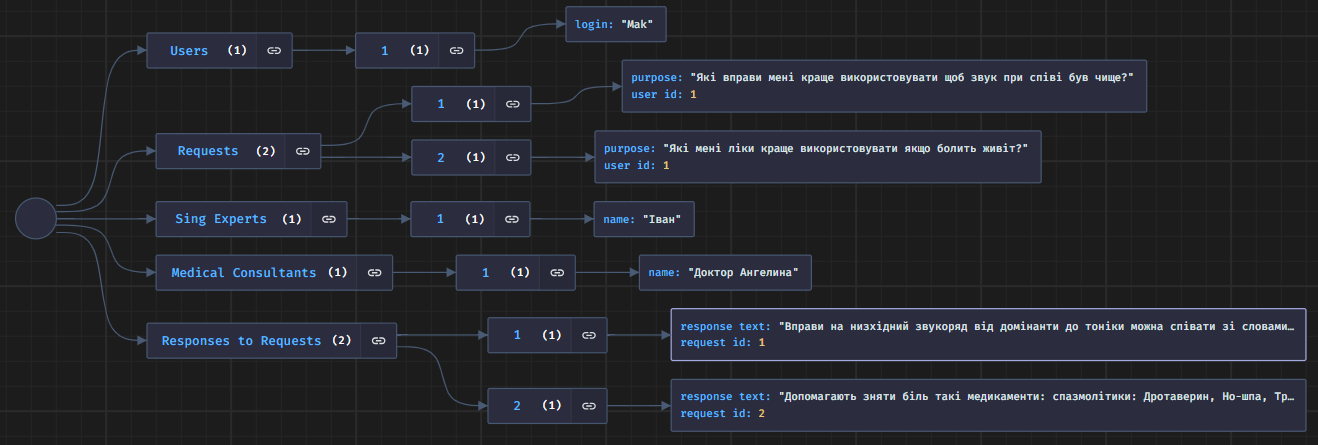 login: "Mak"
Users (1)
1 (1)
purpose: "Які вправи мені краще використовувати щоб звук при співі був чище?"
user id: 1
1 (1)
Requests (2)
purpose: "Які мені ліки краще використовувати якщо болить живіт?"
user id: 1
2 (1)
Sing Experts (1)
1 (1)
name: "Іван"
Medical Consultants (1)
1 (1)
name: "Доктор Ангелина"
Responses to Requests (2)
1 (1)
response text: "Вправи на низхідний звукоряд від домінанти до тоніки можна співати зі словами…
request id: 1
2 (1)
response text: "Допомагають зняти біль такі медикаменти: спазмолітики: Дротаверин, Но-шпа, Тр…
request id: 2